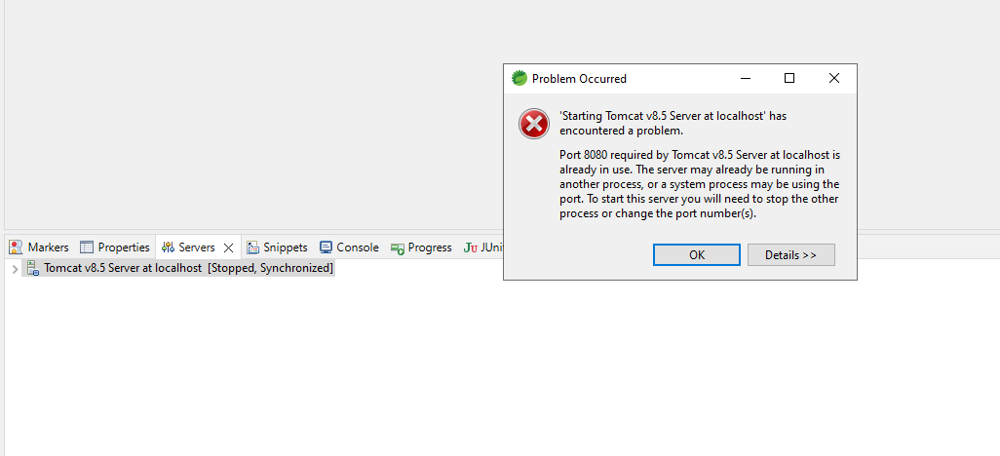 Problem Occurred
'Starting Tomcat v8.5 Server at localhost' has
encountered a problem.
Port 8080 required by Tomcat v8.5 Server at localhost is
already in use. The server may already be running in
another process, or a system process may be using the
port. To start this server you will need to stop the other
process or change the port number(s).
OK Details >>
Markers Properties Servers Snippets Console Progress JUni
Tomcat v8.5 Server at localhost [Stopped, Synchronized]